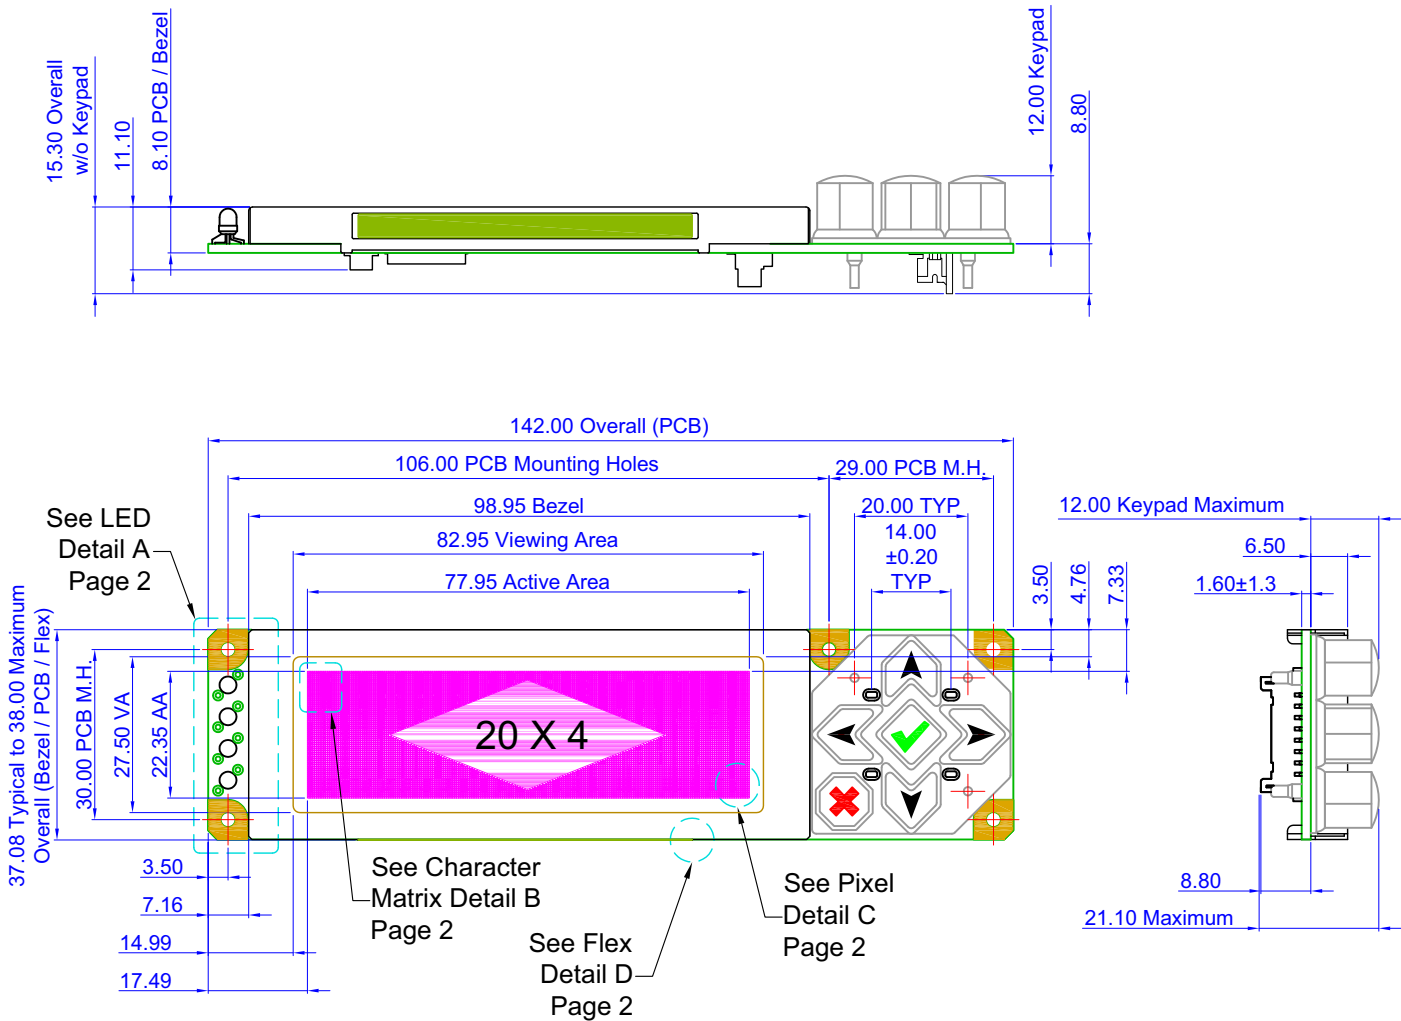 15.30 Overall
w/o Keypad
11.10
8.10 PCB / Bezel
12.00 Keypad
8.80
142.00 Overall (PCB)
106.00 PCB Mounting Holes
29.00 PCB M.H.
98.95 Bezel
20.00 TYP
12.00 Keypad Maximum
82.95 Viewing Area
14.00
±0.20
TYP
6.50
77.95 Active Area
1.60±1.3
3.50
4.76
7.33
See LED
Detail A
Page 2
37.08 Typical to 38.00 Maximum
Overall (Bezel / PCB / Flex)
30.00 PCB M.H.
27.50 VA
22.35 AA
20 X 4
3.50
7.16
14.99
17.49
See Character
Matrix Detail B
Page 2
See Flex
Detail D
Page 2
See Pixel
Detail C
Page 2
8.80
21.10 Maximum